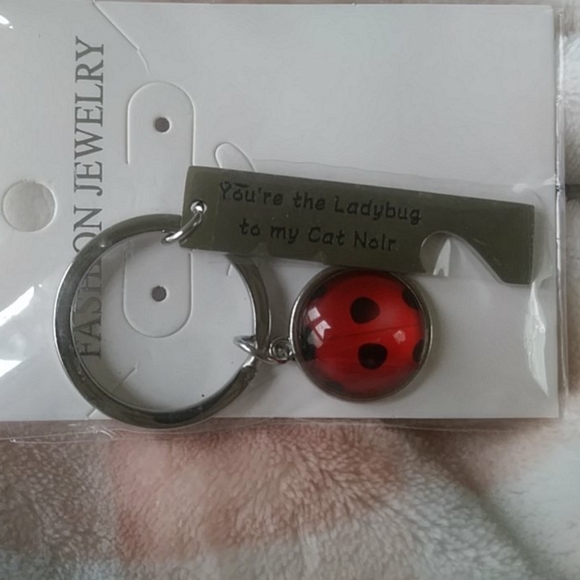 FASHION JEWELRY
You're the Ladybug
to my Cat Noir